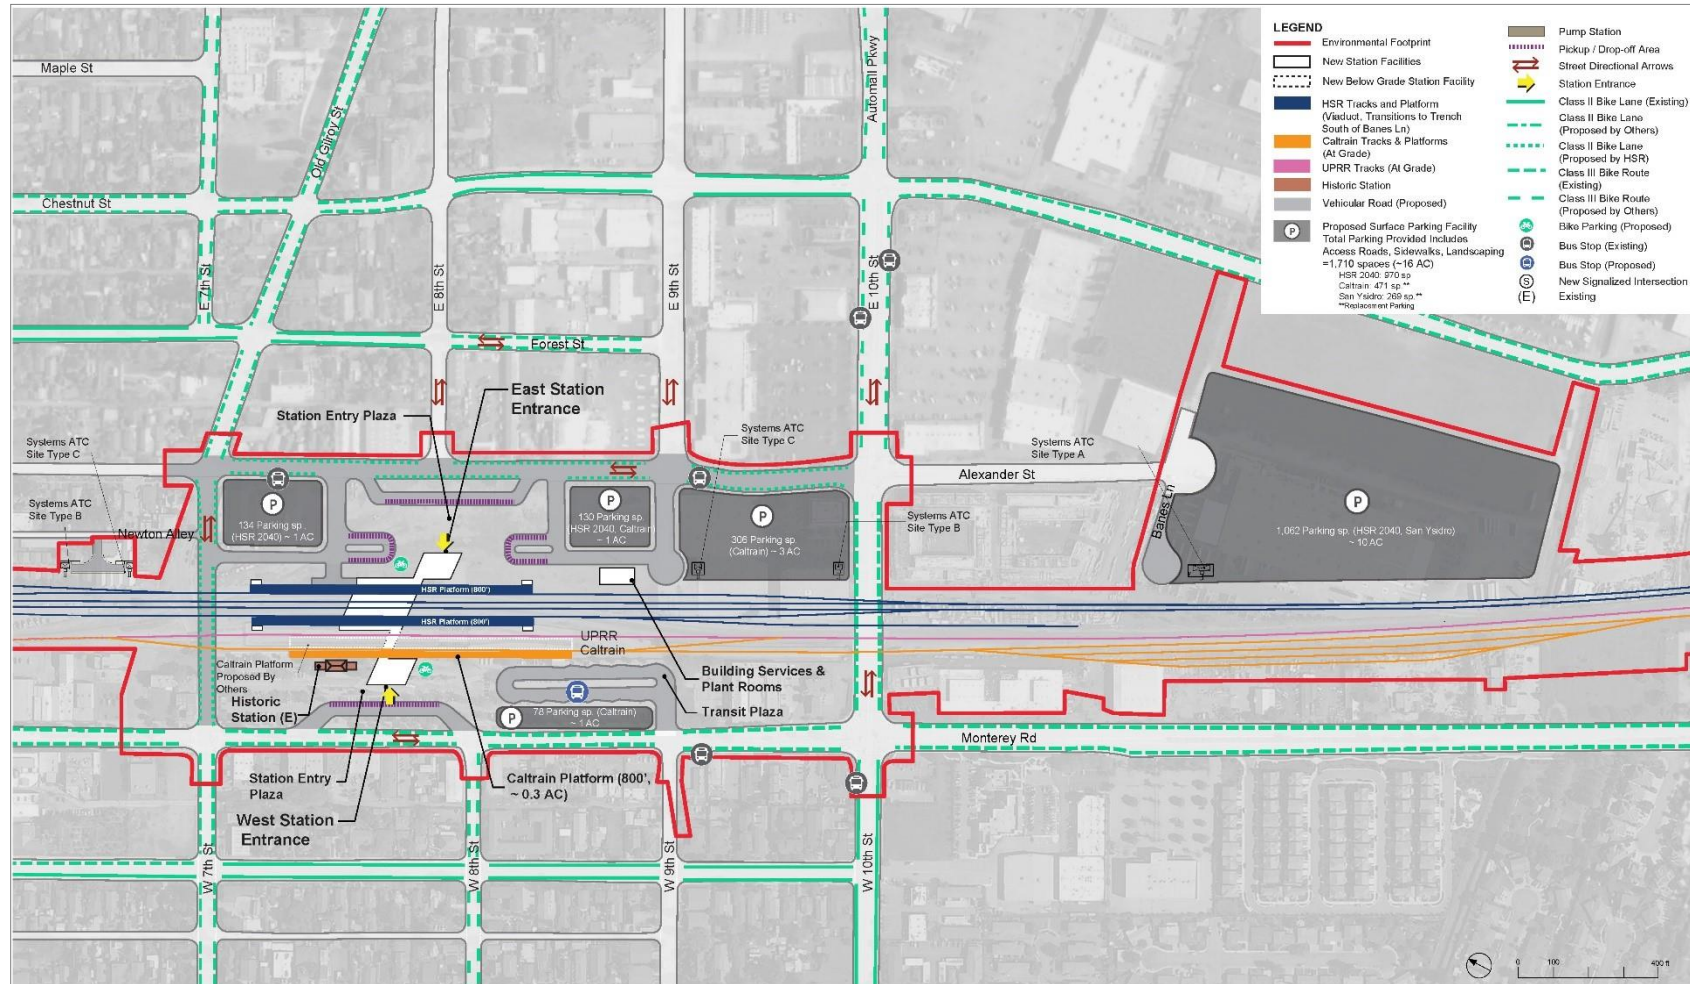 LEGEND
Environmental Footprint
New Station Facilities
New Below Grade Station Facility
HSR Tracks and Platform
(Viaduct, Transitions to Trench
South of Banes Ln)
Caltrain Tracks & Platforms
(At Grade)
UPRR Tracks (At Grade)
Historic Station
Vehicular Road (Proposed)
P
Proposed Surface Parking Facility
Total Parking Provided Includes
Access Roads, Sidewalks, Landscaping
=1,710 spaces (~16 AC)
HSR 2040: 970 sp
Caltrain: 471 sp.**
San Ysidro: 269 sp.**
**Replacement Parking
Pump Station
Pickup / Drop-off Area
Street Directional Arrows
Station Entrance
Class II Bike Lane (Existing)
Class II Bike Lane
(Proposed by Others)
Class II Bike Lane
(Proposed by HSR)
Class III Bike Route
(Existing)
Class III Bike Route
(Proposed by Others)
Bike Parking (Proposed)
Bus Stop (Existing)
Bus Stop (Proposed)
S
New Signalized Intersection
(E)
Existing
Maple St
Old Gilroy St
Automall Pkwy
Chestnut St
E 7th St
E 8th St
E 9th St
E 10th St
Forest St
East Station
Entrance
Station Entry Plaza
Systems ATC
Site Type C
Systems ATC
Site Type C
Systems ATC
Site Type A
Alexander St
Systems ATC
Site Type B
Newton Alley
P
134 Parking sp.
(HSR 2040) ~ 1 AC
P
130 Parking sp.
(HSR 2040, Caltrain)
~ 1 AC
P
306 Parking sp.
(Caltrain) ~ 3 AC
Systems ATC
Site Type B
Banes Ln
P
1,062 Parking sp. (HSR 2040, San Ysidro)
~ 10 AC
HSR Platform (800')
HSR Platform (800')
UPRR
Caltrain
Caltrain Platform
Proposed By
Others
Historic
Station (E)
Building Services &
Plant Rooms
Transit Plaza
P
78 Parking sp. (Caltrain)
~ 1 AC
Monterey Rd
Station Entry
Plaza
Caltrain Platform (800',
~ 0.3 AC)
West Station
Entrance
W 7th St
W 8th St
W 9th St
W 10th St
0 100 400 ft